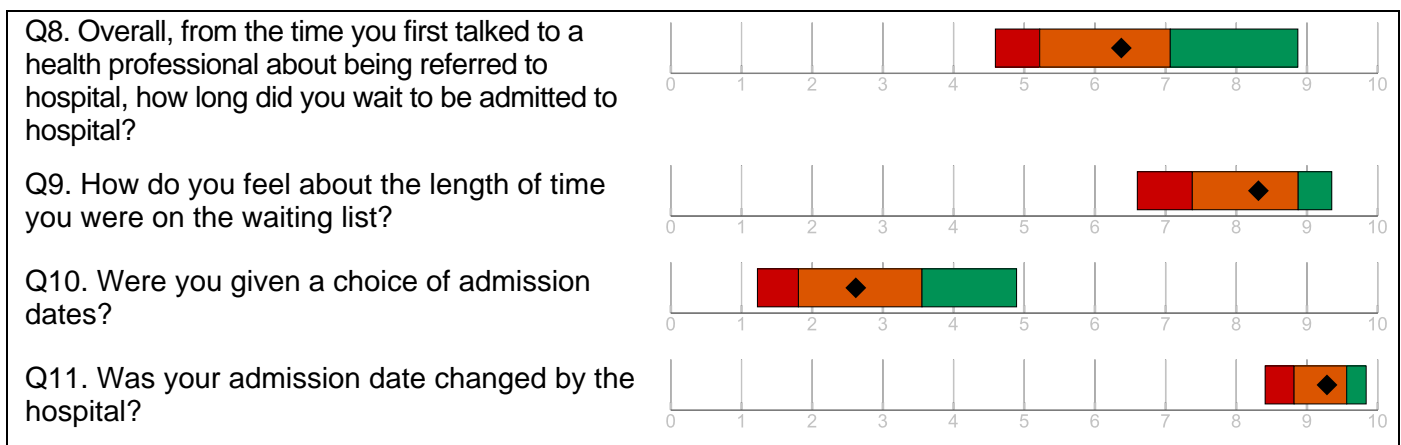 Q8. Overall, from the time you first talked to a
health professional about being referred to
hospital, how long did you wait to be admitted to
hospital?
0 1 2 3 4 5 6 7 8 9 10
Q9. How do you feel about the length of time
you were on the waiting list?
0 1 2 3 4 5 6 7 8 9 10
Q10. Were you given a choice of admission
dates?
0 1 2 3 4 5 6 7 8 9 10
Q11. Was your admission date changed by the
hospital?
0 1 2 3 4 5 6 7 8 9 10